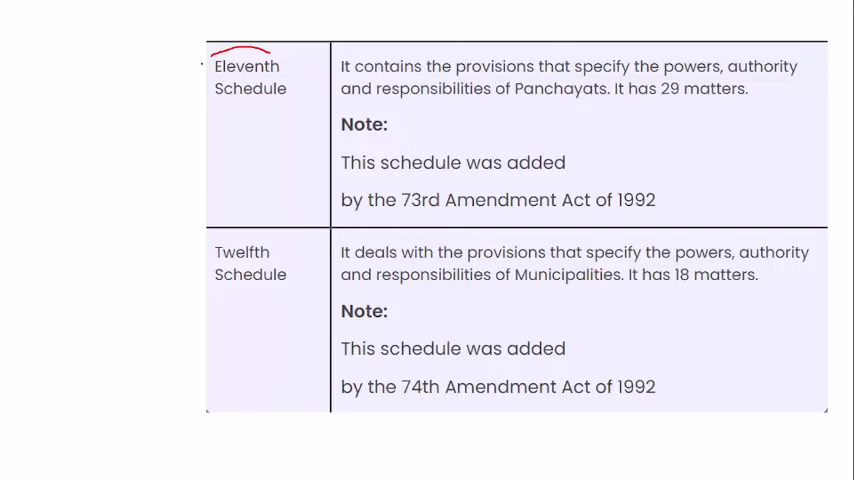 Eleventh
Schedule
It contains the provisions that specify the powers, authority
and responsibilities of Panchayats. It has 29 matters.
Note:
This schedule was added
by the 73rd Amendment Act of 1992
Twelfth
Schedule
It deals with the provisions that specify the powers, authority
and responsibilities of Municipalities. It has 18 matters.
Note:
This schedule was added
by the 74th Amendment Act of 1992